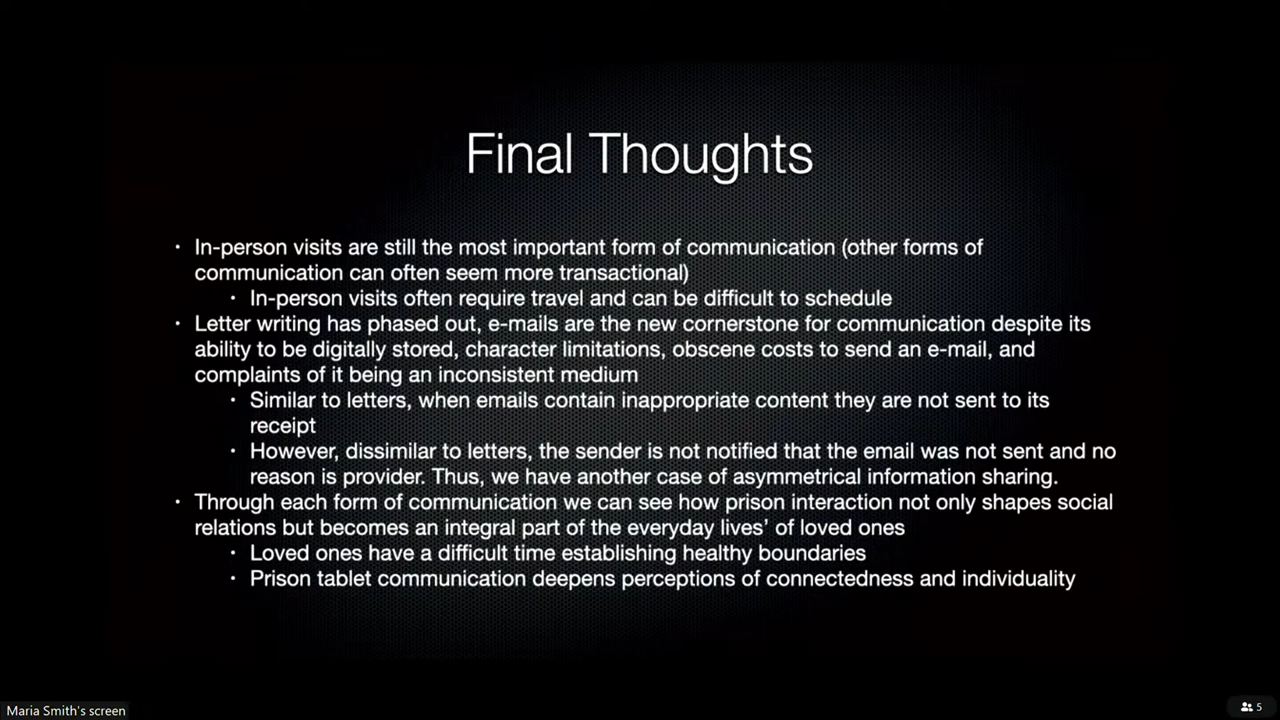 Final Thoughts
• In-person visits are still the most important form of communication (other forms of
communication can often seem more transactional)
• In-person visits often require travel and can be difficult to schedule
• Letter writing has phased out, e-mails are the new cornerstone for communication despite its
ability to be digitally stored, character limitations, obscene costs to send an e-mail, and
complaints of it being an inconsistent medium
• Similar to letters, when emails contain inappropriate content they are not sent to its
receipt
• However, dissimilar to letters, the sender is not notified that the email was not sent and no
reason is provider. Thus, we have another case of asymmetrical information sharing.
• Through each form of communication we can see how prison interaction not only shapes social
relations but becomes an integral part of the everyday lives’ of loved ones
• Loved ones have a difficult time establishing healthy boundaries
• Prison tablet communication deepens perceptions of connectedness and individuality
Maria Smith's screen
5